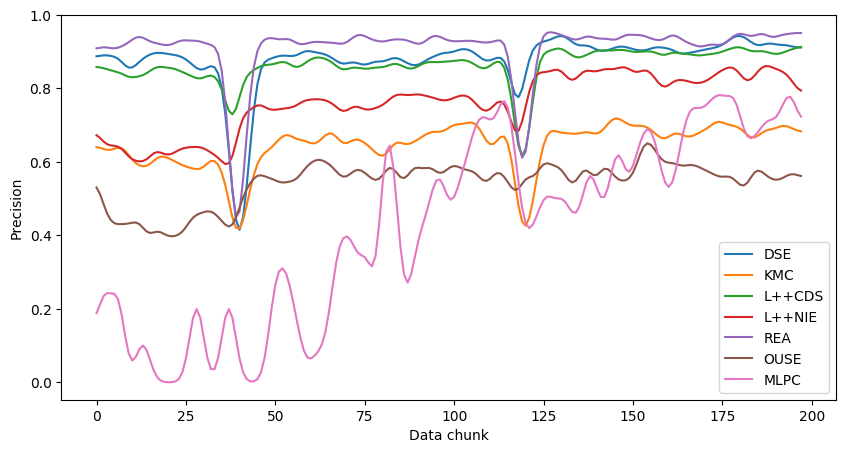 1.0
0.8
0.6
0.4
0.2
0.0
Precision
0
25
50
75
100
125
150
175
200
Data chunk
DSE
KMC
L++CDS
L++NIE
REA
OUSE
MLPC